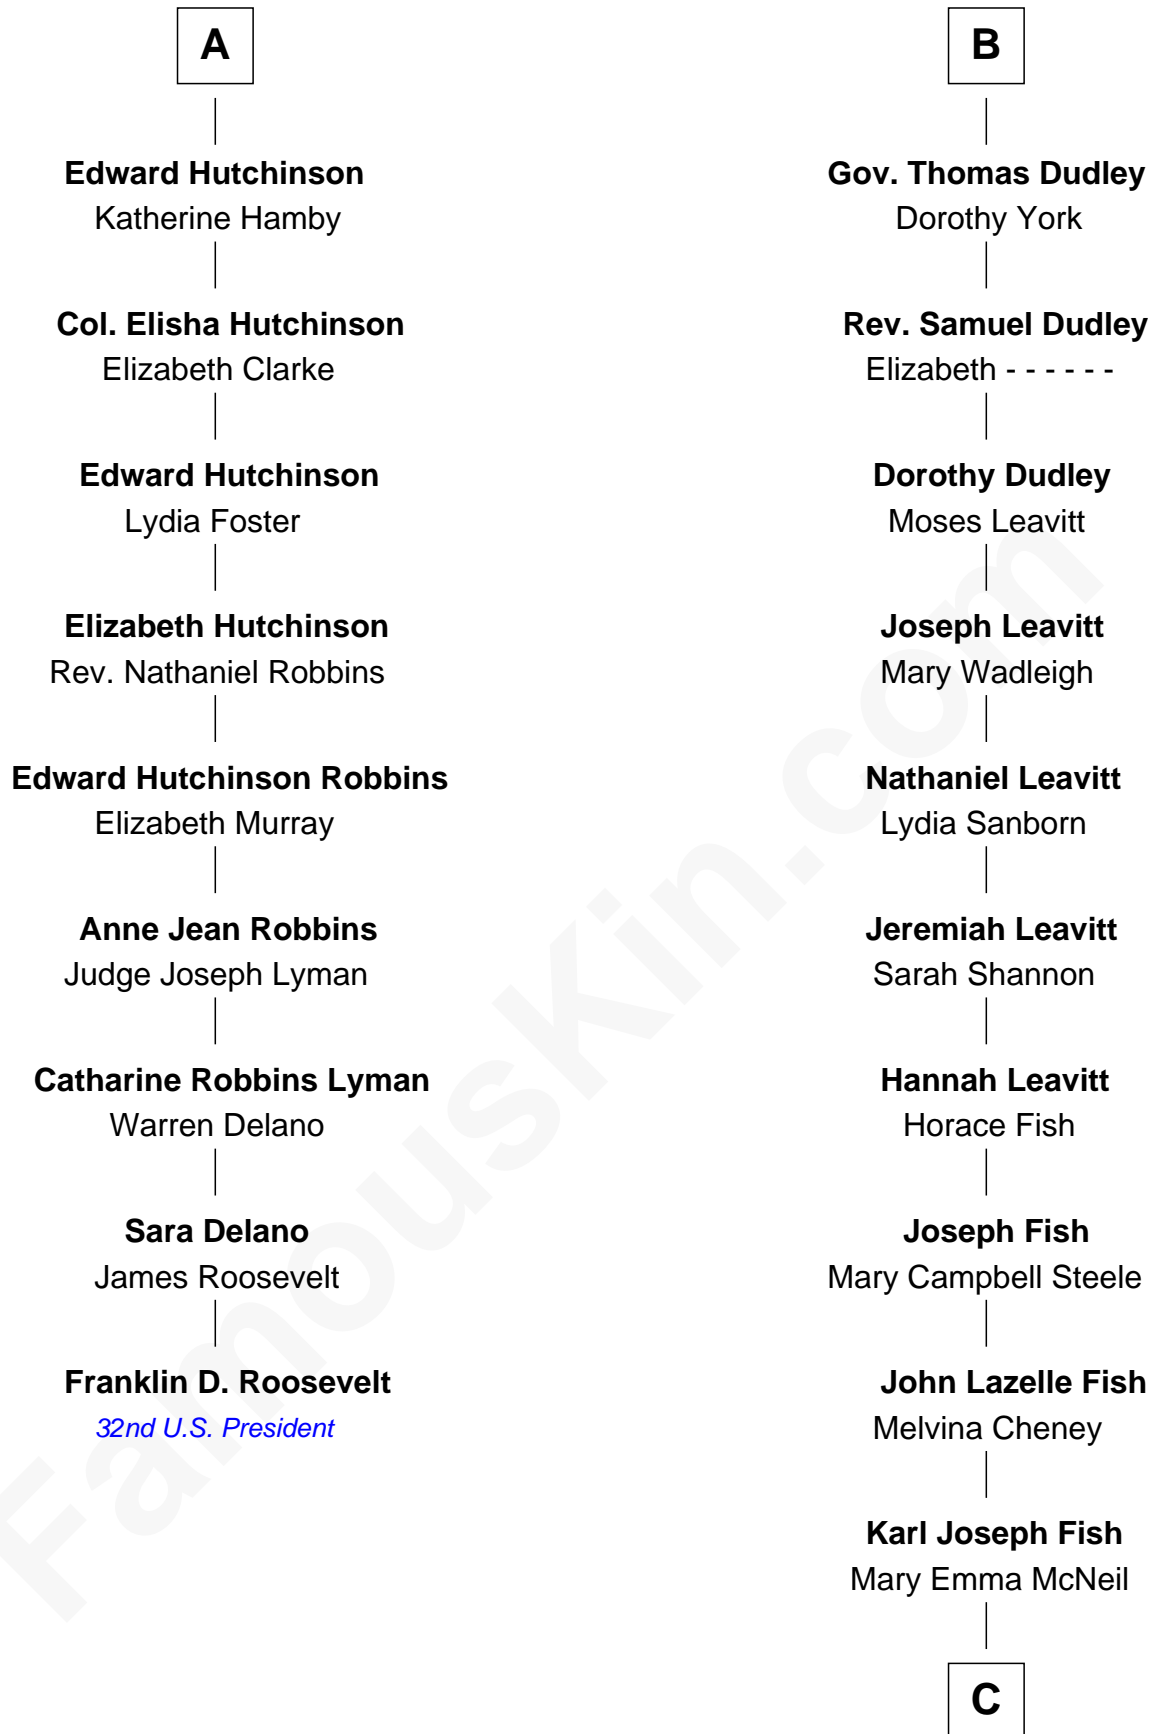 A
Edward Hutchinson
Katherine Hamby
Col. Elisha Hutchinson
Elizabeth Clarke
Edward Hutchinson
Lydia Foster
Elizabeth Hutchinson
Rev. Nathaniel Robbins
Edward Hutchinson Robbins
Elizabeth Murray
Anne Jean Robbins
Judge Joseph Lyman
Catharine Robbins Lyman
Warren Delano
Sara Delano
James Roosevelt
Franklin D. Roosevelt
32nd U.S. President
B
Gov. Thomas Dudley
Dorothy York
Rev. Samuel Dudley
Elizabeth - - - - - -
Dorothy Dudley
Moses Leavitt
Joseph Leavitt
Mary Wadleigh
Nathaniel Leavitt
Lydia Sanborn
Jeremiah Leavitt
Sarah Shannon
Hannah Leavitt
Horace Fish
Joseph Fish
Mary Campbell Steele
John Lazelle Fish
Melvina Cheney
Karl Joseph Fish
Mary Emma McNeil
C
FamousKin.com